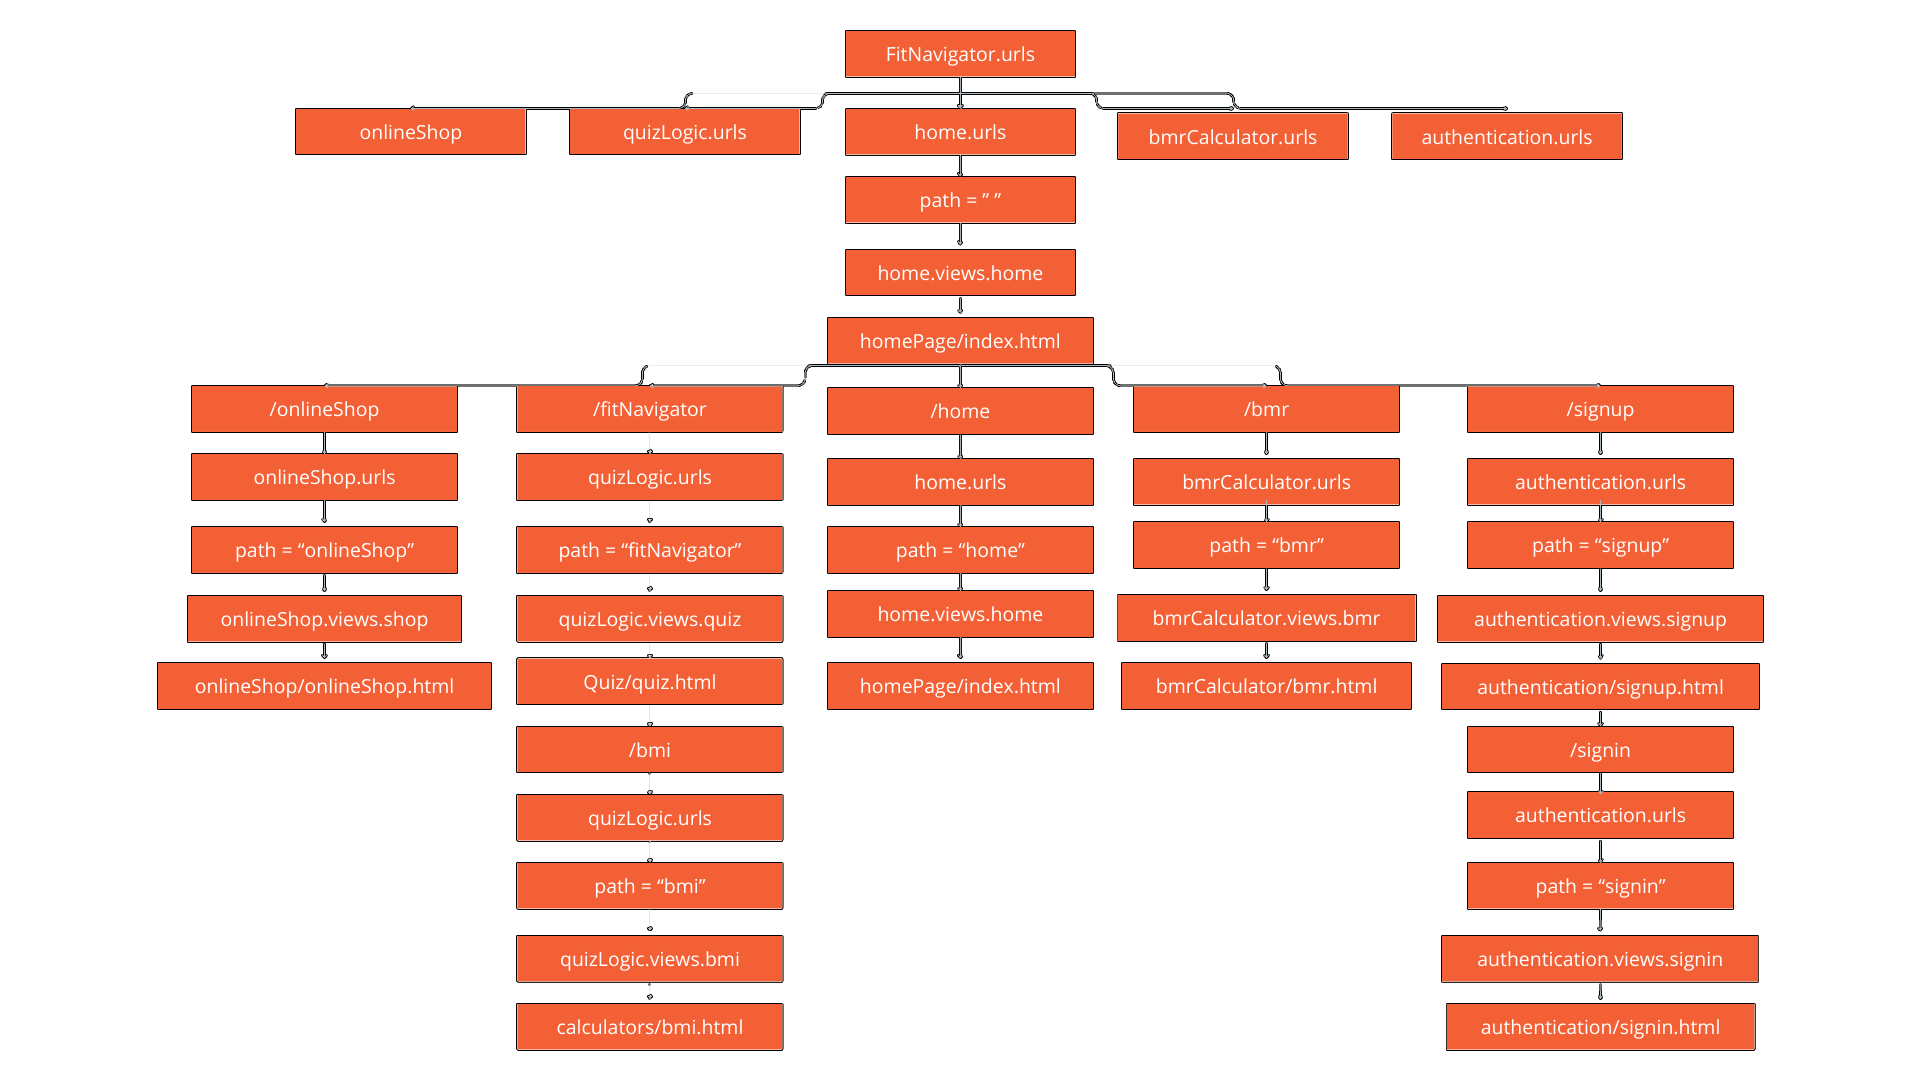 FitNavigator.urls
onlineShop
quizLogic.urls
home.urls
bmrCalculator.urls
authentication.urls
path = ” ”
home.views.home
homePage/index.html
/onlineShop
/fitNavigator
/home
/bmr
/signup
onlineShop.urls
quizLogic.urls
home.urls
bmrCalculator.urls
authentication.urls
path = “onlineShop”
path = “fitNavigator”
path = “home”
path = “bmr”
path = “signup”
onlineShop.views.shop
quizLogic.views.quiz
home.views.home
bmrCalculator.views.bmr
authentication.views.signup
onlineShop/onlineShop.html
Quiz/quiz.html
homePage/index.html
bmrCalculator/bmr.html
authentication/signup.html
/bmi
/signin
quizLogic.urls
authentication.urls
path = “bmi”
path = “signin”
quizLogic.views.bmi
authentication.views.signin
calculators/bmi.html
authentication/signin.html